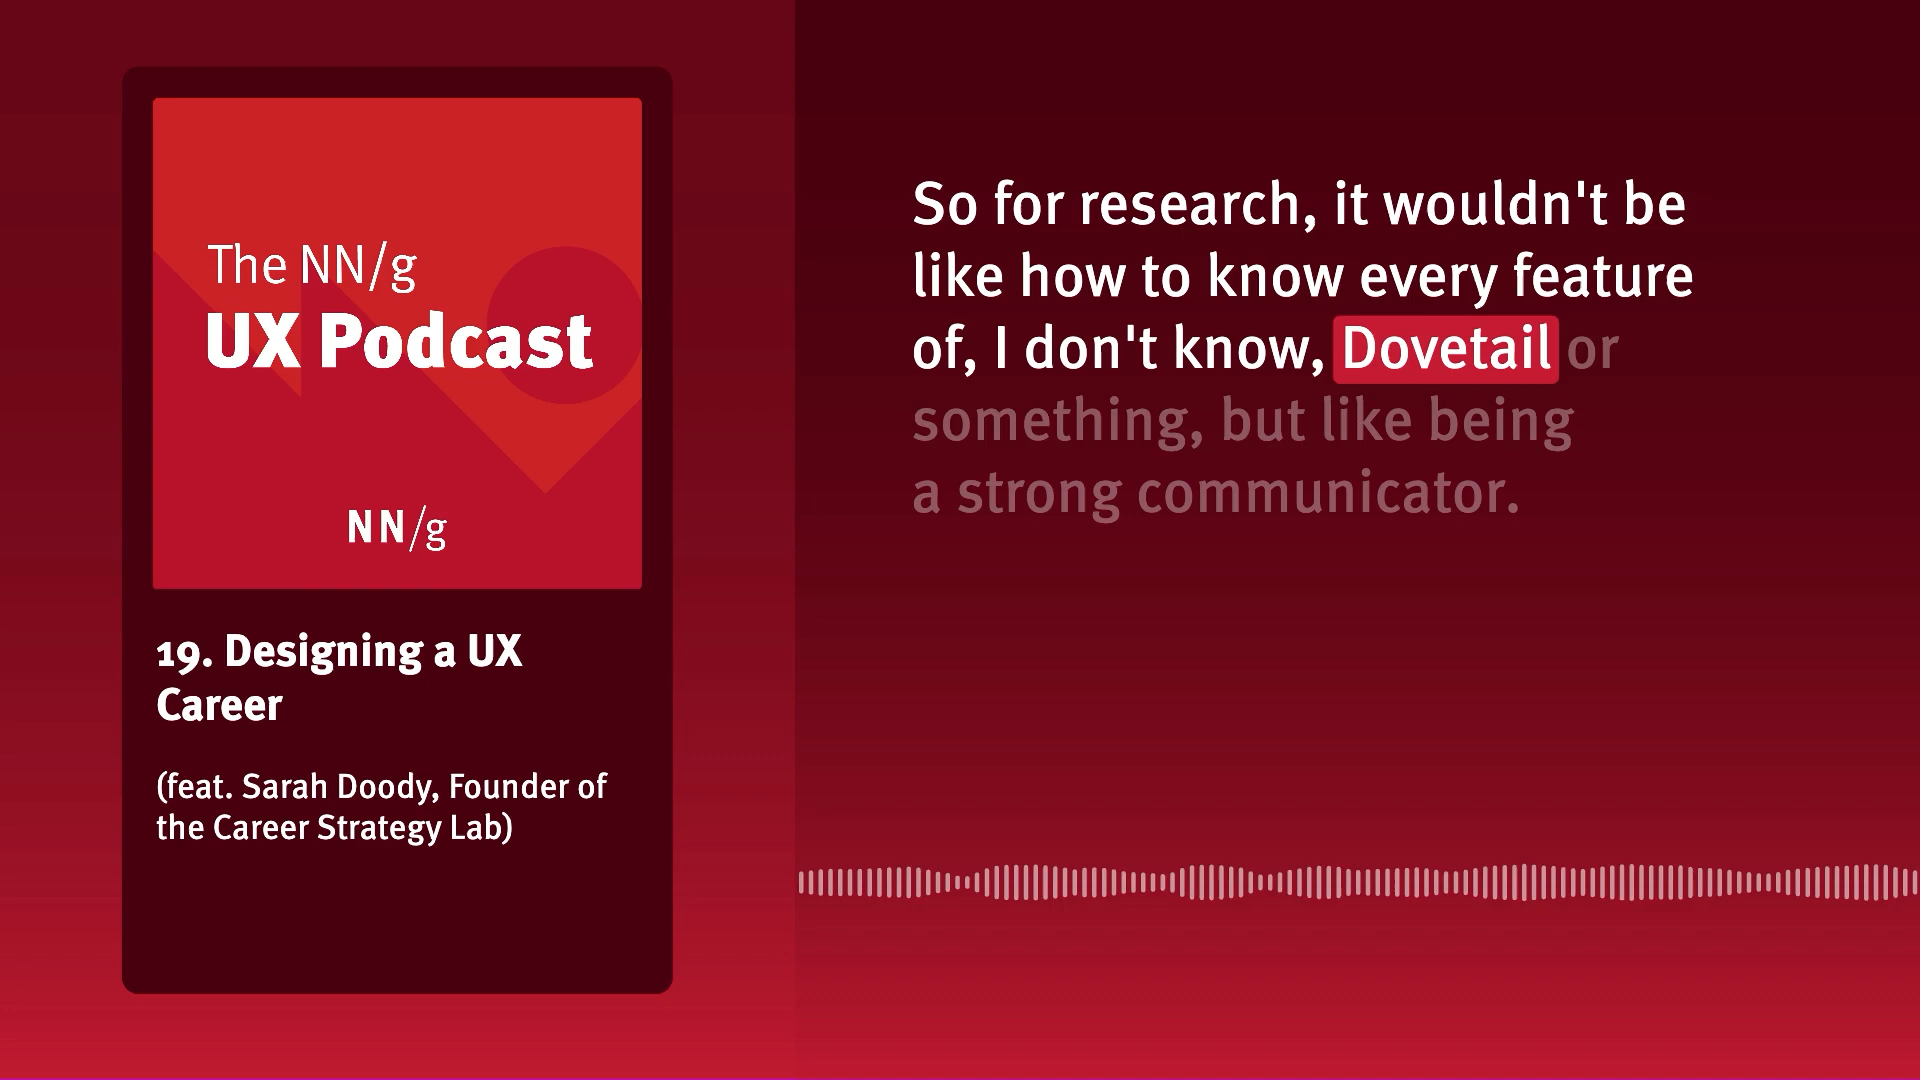 The NN/g
UX Podcast
NN/g
19. Designing a UX
Career
(feat. Sarah Doody, Founder of
the Career Strategy Lab)
So for research, it wouldn't be
like how to know every feature
of, I don't know, Dovetail or
something, but like being
a strong communicator.